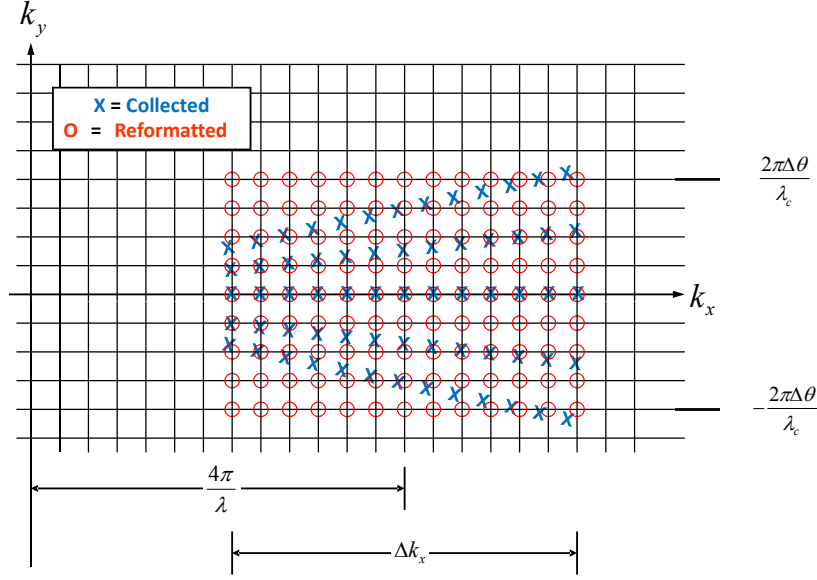 k_y
X = Collected
O = Reformatted
2πΔθ
λ_c
k_x
-2πΔθ
λ_c
4π
λ
Δk_x